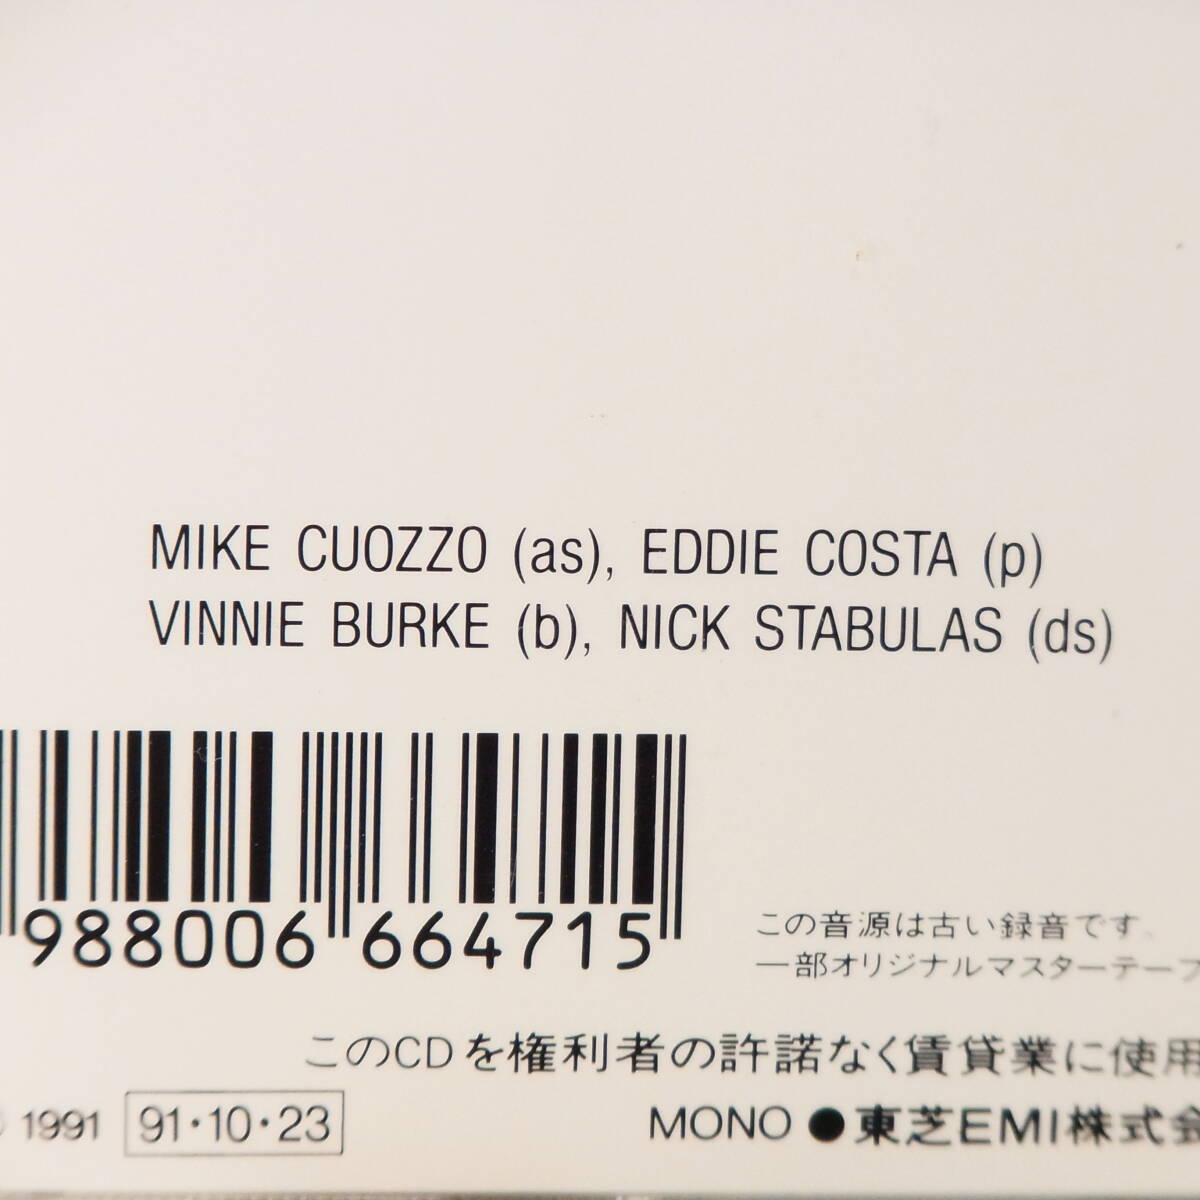 MIKE CUOZZO (as), EDDIE COSTA (p)
VINNIE BURKE (b), NICK STABULAS (ds)
988006 664715
この音源は古い録音です。
一部オリジナルマスターテープ
このCDを権利者の許諾なく賃貸業に使用
1991 91・10・23 MONO ● 東芝EMI株式会